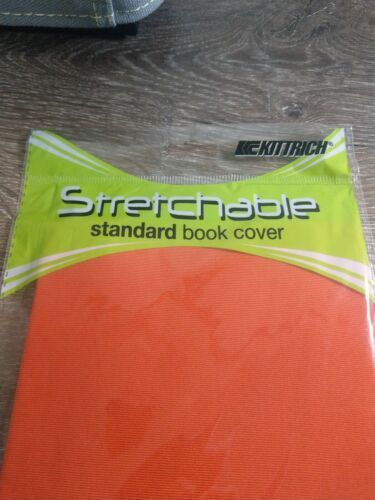 KITTRICH®
Stretchable
standard book cover